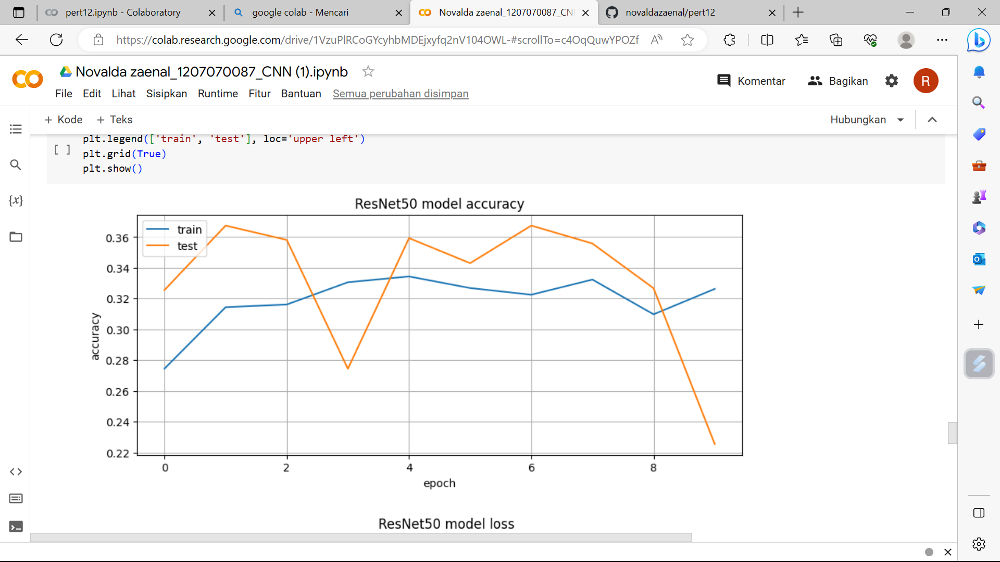 pert12.ipynb - Colaboratory
google colab - Mencari
Novalda zaenal_1207070087_CN
novaldazaenal/pert12
https://colab.research.google.com/drive/1VzuPlRCoGYcyhbMDEjxyfq2nV104OWL-#scrollTo=c4OqQuwYPOZf
Novalda zaenal_1207070087_CNN (1).ipynb
Komentar
Bagikan
R
File Edit Lihat Sisipkan Runtime Fitur Bantuan Semua perubahan disimpan
+ Kode + Teks
Hubungkan
plt.legend(['train', 'test'], loc='upper left')
[ ] plt.grid(True)
plt.show()
{x}
ResNet50 model accuracy
train
test
0.36
0.34
0.32
0.30
0.28
0.26
0.24
0.22
accuracy
0 2 4 6 8
epoch
ResNet50 model loss